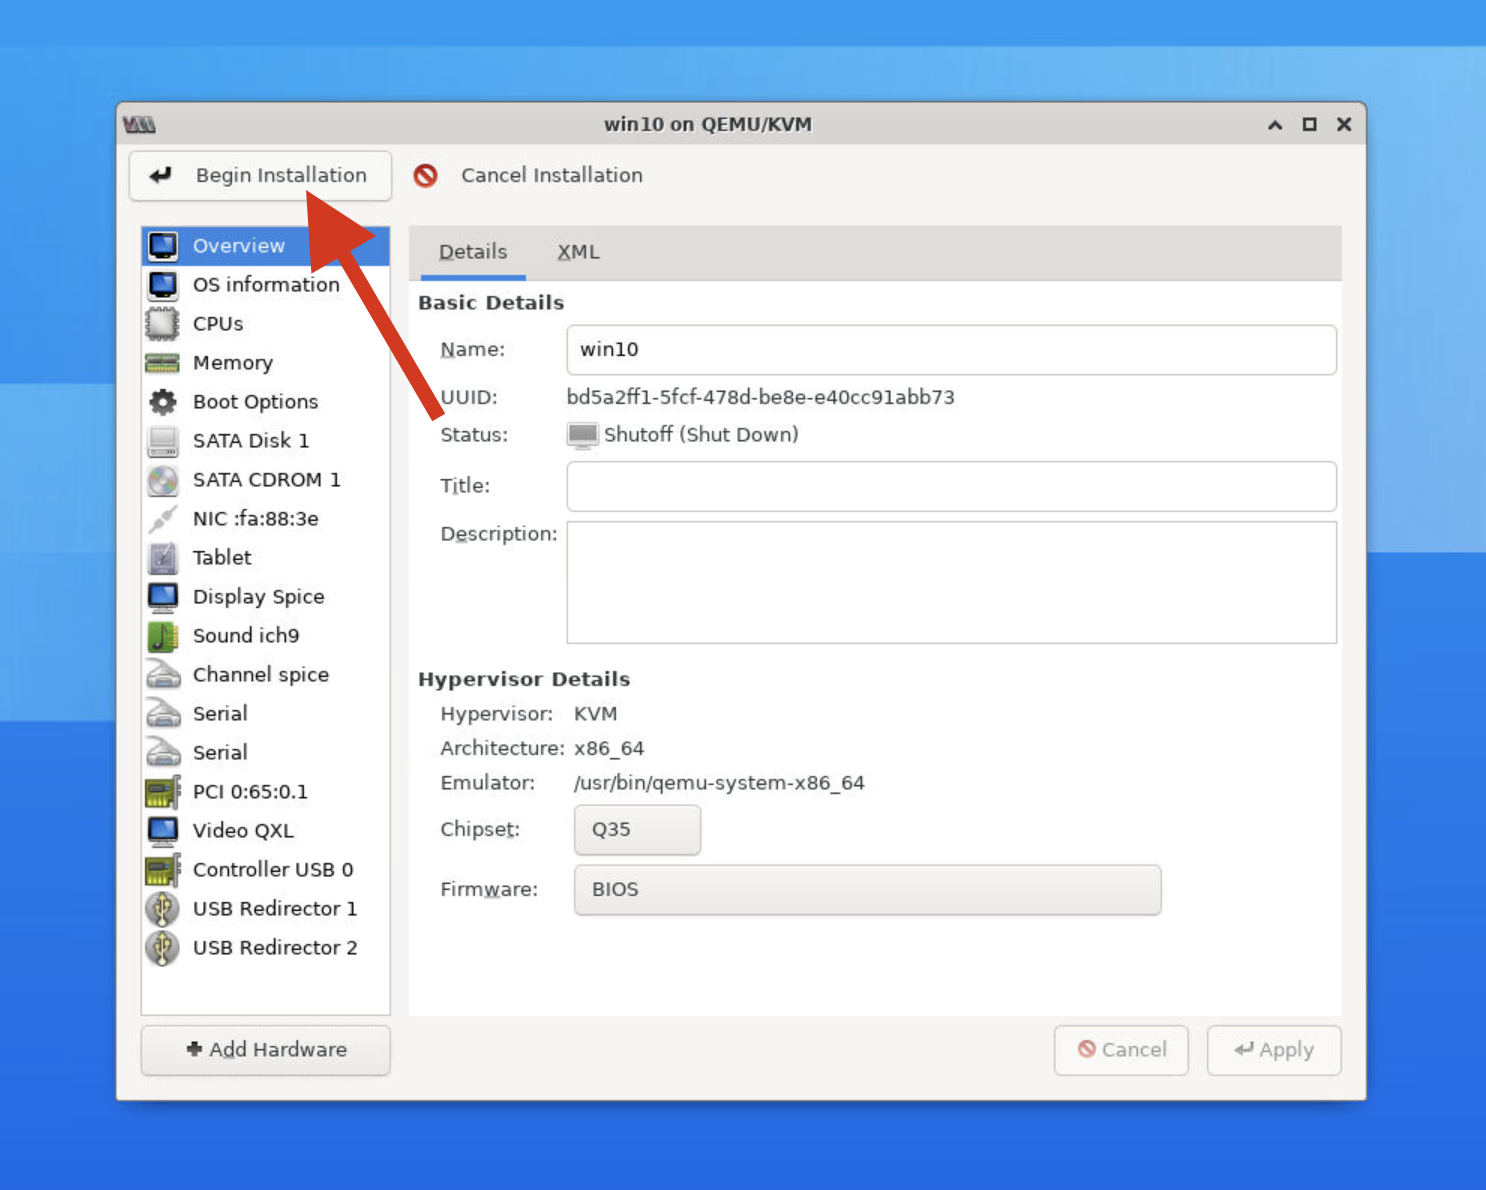 win10 on QEMU/KVM
Begin Installation
Cancel Installation
Overview
OS information
CPUs
Memory
Boot Options
SATA Disk 1
SATA CDROM 1
NIC :fa:88:3e
Tablet
Display Spice
Sound ich9
Channel spice
Serial
Serial
PCI 0:65:0.1
Video QXL
Controller USB 0
USB Redirector 1
USB Redirector 2
Add Hardware
Details XML
Basic Details
Name: win10
UUID: bd5a2ff1-5fcf-478d-be8e-e40cc91abb73
Status: Shutoff (Shut Down)
Title:
Description:
Hypervisor Details
Hypervisor: KVM
Architecture: x86_64
Emulator: /usr/bin/qemu-system-x86_64
Chipset: Q35
Firmware: BIOS
Cancel Apply